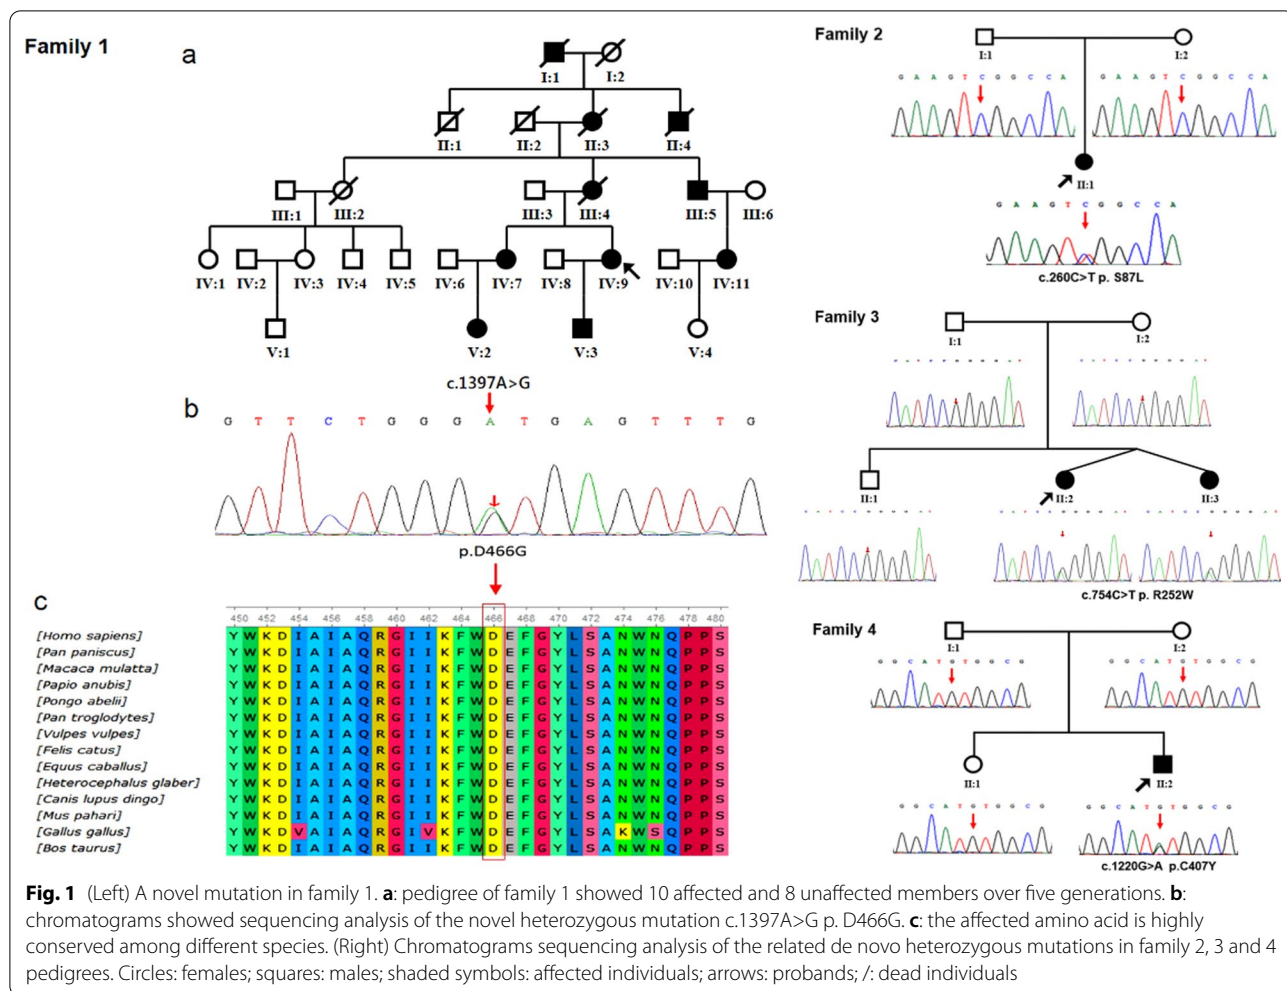 Family 1
a
I:1 I:2
II:1 II:2 II:3 II:4
III:1 III:2 III:3 III:4 III:5 III:6
IV:1 IV:2 IV:3 IV:4 IV:5 IV:6 IV:7 IV:8 IV:9 IV:10 IV:11
V:1 V:2 V:3 V:4
c.1397A>G
b
G T T C T G G G A T G A G T T T G
p.D466G
c
450 452 454 456 458 460 462 464 466 468 470 472 474 476 478 480
[Homo sapiens] Y W K D I A I A Q R G I I K F W D E F G Y L S A N W N Q P P S
[Pan paniscus] Y W K D I A I A Q R G I I K F W D E F G Y L S A N W N Q P P S
[Macaca mulatta] Y W K D I A I A Q R G I I K F W D E F G Y L S A N W N Q P P S
[Papio anubis] Y W K D I A I A Q R G I I K F W D E F G Y L S A N W N Q P P S
[Pongo abelii] Y W K D I A I A Q R G I I K F W D E F G Y L S A N W N Q P P S
[Pan troglodytes] Y W K D I A I A Q R G I I K F W D E F G Y L S A N W N Q P P S
[Vulpes vulpes] Y W K D I A I A Q R G I I K F W D E F G Y L S A N W N Q P P S
[Felis catus] Y W K D I A I A Q R G I I K F W D E F G Y L S A N W N Q P P S
[Equus caballus] Y W K D I A I A Q R G I I K F W D E F G Y L S A N W N Q P P S
[Heterocephalus glaber] Y W K D I A I A Q R G I I K F W D E F G Y L S A N W N Q P P S
[Canis lupus dingo] Y W K D I A I A Q R G I I K F W D E F G Y L S A N W N Q P P S
[Mus pahari] Y W K D I A I A Q R G I I K F W D E F G Y L S A N W N Q P P S
[Gallus gallus] Y W K D V A I A Q R G I V K F W D E F G Y L S A K W S Q P P S
[Bos taurus] Y W K D I A I A Q R G I I K F W D E F G Y L S A N W N Q P P S
Family 2
I:1 I:2
G A A G T C G G C C A G A A G T C G G C C A
II:1
G A A G T C G G C C A
c.260C>T p. S87L
Family 3
I:1 I:2
II:1 II:2 II:3
c.754C>T p. R252W
Family 4
I:1 I:2
G G C A T G T G G C G G G C A T G T G G C G
II:1 II:2
G G C A T G T G G C G G G C A T G T G G C G
c.1220G>A p.C407Y
Fig. 1 (Left) A novel mutation in family 1. a: pedigree of family 1 showed 10 affected and 8 unaffected members over five generations. b:
chromatograms showed sequencing analysis of the novel heterozygous mutation c.1397A>G p. D466G. c: the affected amino acid is highly
conserved among different species. (Right) Chromatograms sequencing analysis of the related de novo heterozygous mutations in family 2, 3 and 4
pedigrees. Circles: females; squares: males; shaded symbols: affected individuals; arrows: probands; /: dead individuals